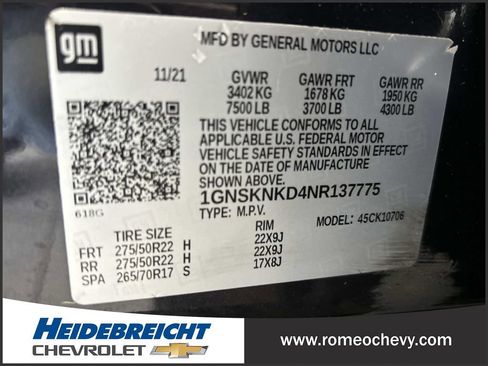 gm
MFD BY GENERAL MOTORS LLC
11/21 GVWR GAWR FRT GAWR RR
3402 KG 1678 KG 1950 KG
7500 LB 3700 LB 4300 LB
THIS VEHICLE CONFORMS TO ALL
APPLICABLE U.S. FEDERAL MOTOR
VEHICLE SAFETY STANDARDS IN EFFECT
ON THE DATE OF MANUFACTURE
SHOWN ABOVE.
1GNSKNKD4NR137775
618G
TYPE: M.P.V. MODEL: 45CK10706
TIRE SIZE RIM
FRT 275/50R22 H 22X9J
RR 275/50R22 H 22X9J
SPA 265/70R17 S 17X8J
HEIDEBREICHT
CHEVROLET
www.romeochevy.com